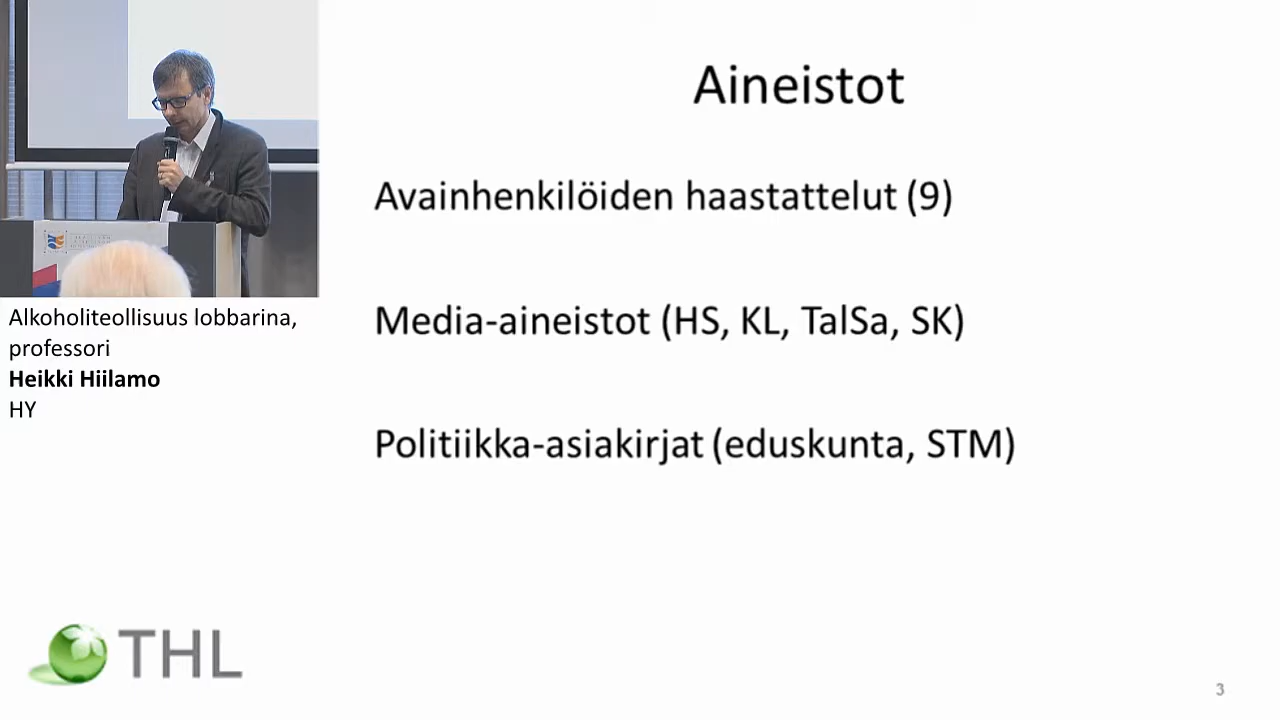 Aineistot
Avainhenkilöiden haastattelut (9)
Media-aineistot (HS, KL, TalSa, SK)
Politiikka-asiakirjat (eduskunta, STM)
Alkoholiteollisuus lobbarina,
professori
Heikki Hiilamo
HY
THL
3